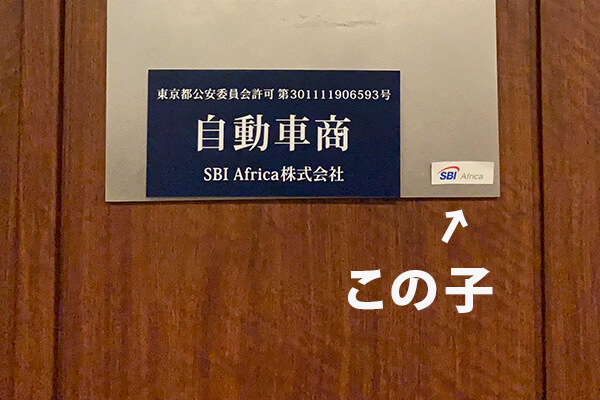 東京都公安委員会許可 第301111906593号
自動車商
SBI Africa株式会社
SBI Africa
↑
この子